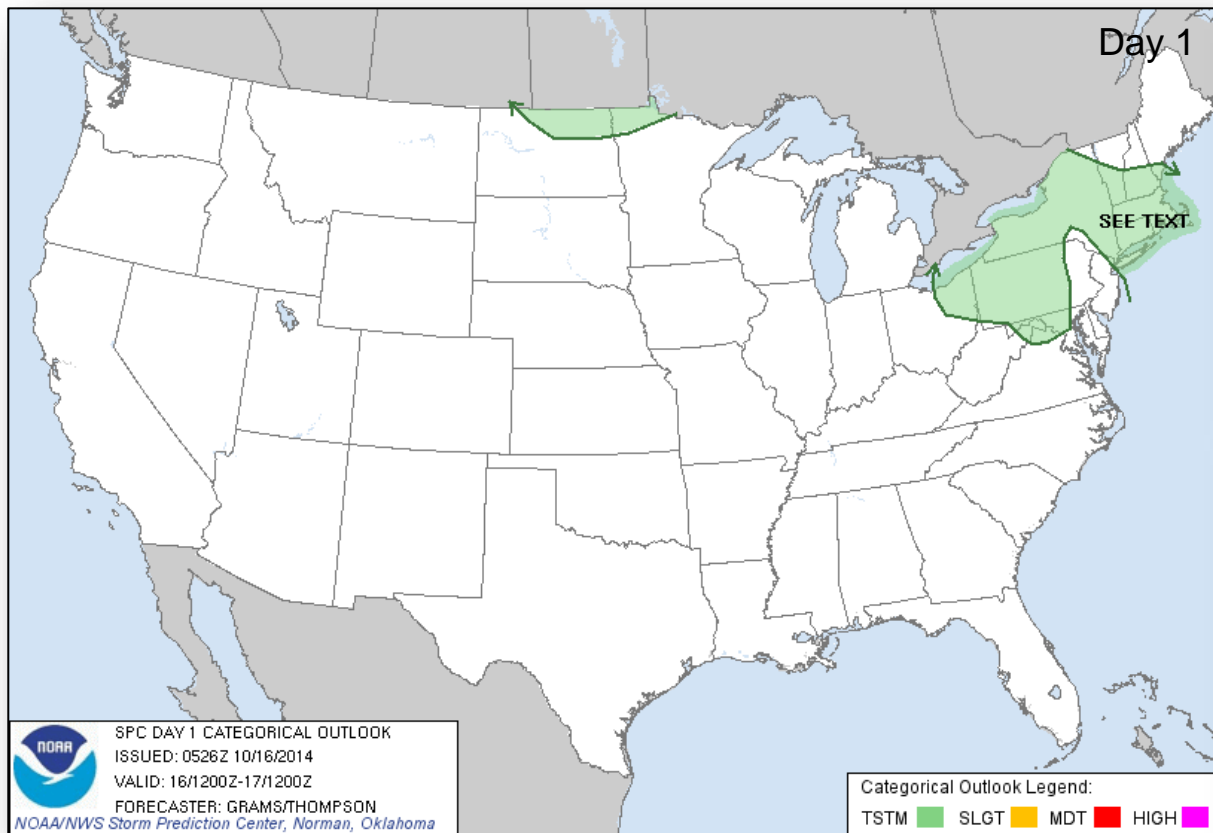 Day 1
SEE TEXT
NOAA
SPC DAY 1 CATEGORICAL OUTLOOK
ISSUED: 0526Z 10/16/2014
VALID: 16/1200Z-17/1200Z
FORECASTER: GRAMS/THOMPSON
NOAA/NWS Storm Prediction Center, Norman, Oklahoma
Categorical Outlook Legend:
TSTM SLGT MDT HIGH